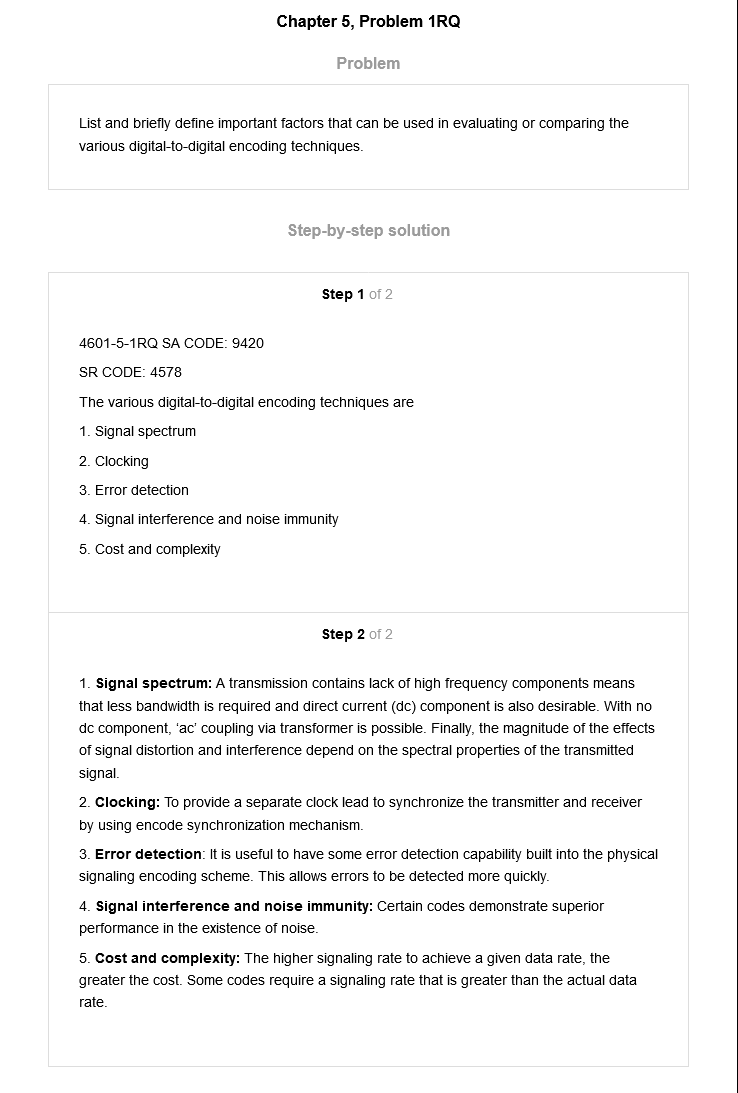 Chapter 5, Problem 1RQ
Problem
List and briefly define important factors that can be used in evaluating or comparing the
various digital-to-digital encoding techniques.
Step-by-step solution
Step 1 of 2
4601-5-1RQ SA CODE: 9420
SR CODE: 4578
The various digital-to-digital encoding techniques are
1. Signal spectrum
2. Clocking
3. Error detection
4. Signal interference and noise immunity
5. Cost and complexity
Step 2 of 2
1. Signal spectrum: A transmission contains lack of high frequency components means
that less bandwidth is required and direct current (dc) component is also desirable. With no
dc component, ‘ac’ coupling via transformer is possible. Finally, the magnitude of the effects
of signal distortion and interference depend on the spectral properties of the transmitted
signal.
2. Clocking: To provide a separate clock lead to synchronize the transmitter and receiver
by using encode synchronization mechanism.
3. Error detection: It is useful to have some error detection capability built into the physical
signaling encoding scheme. This allows errors to be detected more quickly.
4. Signal interference and noise immunity: Certain codes demonstrate superior
performance in the existence of noise.
5. Cost and complexity: The higher signaling rate to achieve a given data rate, the
greater the cost. Some codes require a signaling rate that is greater than the actual data
rate.